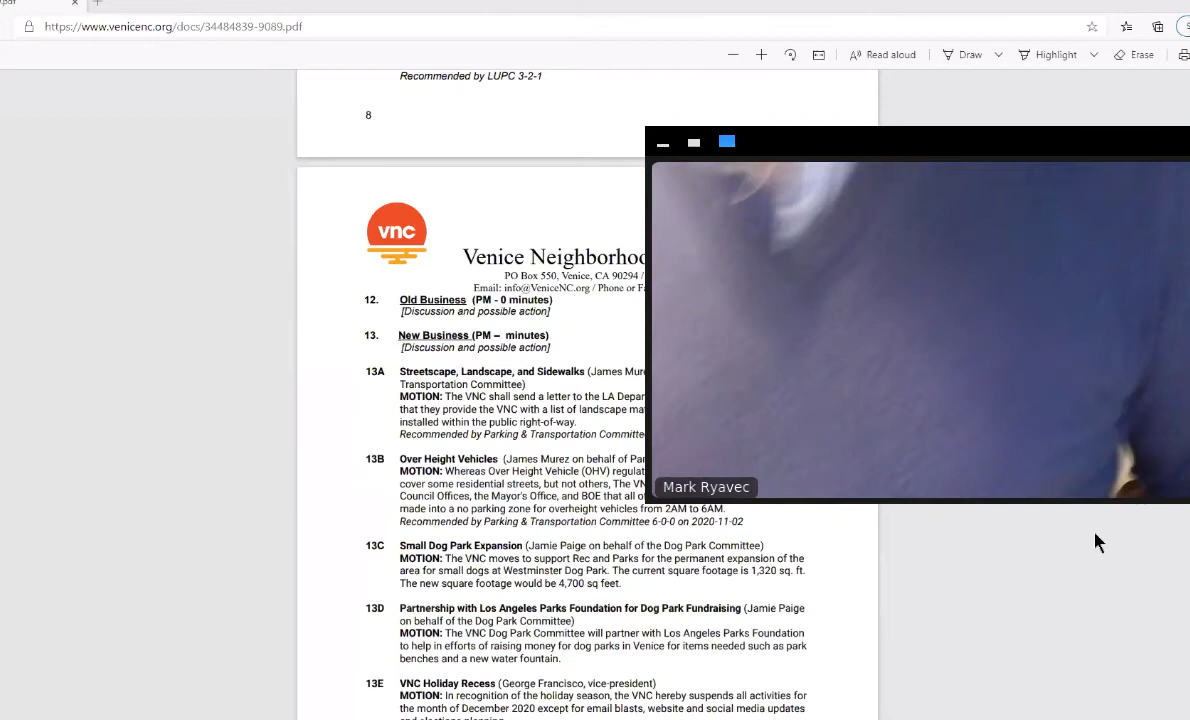 .pdf
https://www.venicenc.org/docs/34484839-9089.pdf
Read aloud
Draw
Highlight
Erase
Recommended by LUPC 3-2-1
8
vnc
Venice Neighborhoo
PO Box 550, Venice, CA 90294 /
Email: info@VeniceNC.org / Phone or Fa
12. Old Business (PM - 0 minutes)
[Discussion and possible action]
13. New Business (PM – minutes)
[Discussion and possible action]
13A Streetscape, Landscape, and Sidewalks (James Mure
Transportation Committee)
MOTION: The VNC shall send a letter to the LA Depar
that they provide the VNC with a list of landscape ma
installed within the public right-of-way.
Recommended by Parking & Transportation Committe
13B Over Height Vehicles (James Murez on behalf of Par
MOTION: Whereas Over Height Vehicle (OHV) regulat
cover some residential streets, but not others, The VN
Council Offices, the Mayor's Office, and BOE that all of
made into a no parking zone for overheight vehicles from 2AM to 6AM.
Recommended by Parking & Transportation Committee 6-0-0 on 2020-11-02
Mark Ryavec
13C Small Dog Park Expansion (Jamie Paige on behalf of the Dog Park Committee)
MOTION: The VNC moves to support Rec and Parks for the permanent expansion of the
area for small dogs at Westminster Dog Park. The current square footage is 1,320 sq. ft.
The new square footage would be 4,700 sq feet.
13D Partnership with Los Angeles Parks Foundation for Dog Park Fundraising (Jamie Paige
on behalf of the Dog Park Committee)
MOTION: The VNC Dog Park Committee will partner with Los Angeles Parks Foundation
to help in efforts of raising money for dog parks in Venice for items needed such as park
benches and a new water fountain.
13E VNC Holiday Recess (George Francisco, vice-president)
MOTION: In recognition of the holiday season, the VNC hereby suspends all activities for
the month of December 2020 except for email blasts, website and social media updates
and elections planning.